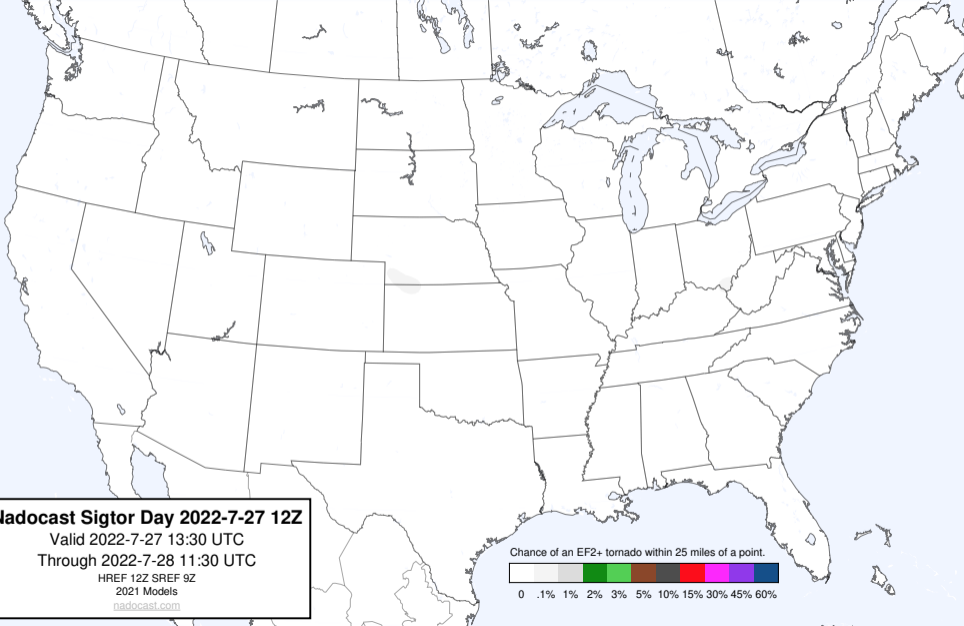 Nadocast Sigtor Day 2022-7-27 12Z
Valid 2022-7-27 13:30 UTC
Through 2022-7-28 11:30 UTC
HREF 12Z SREF 9Z
2021 Models
nadocast.com
Chance of an EF2+ tornado within 25 miles of a point.
0 .1% 1% 2% 3% 5% 10% 15% 30% 45% 60%